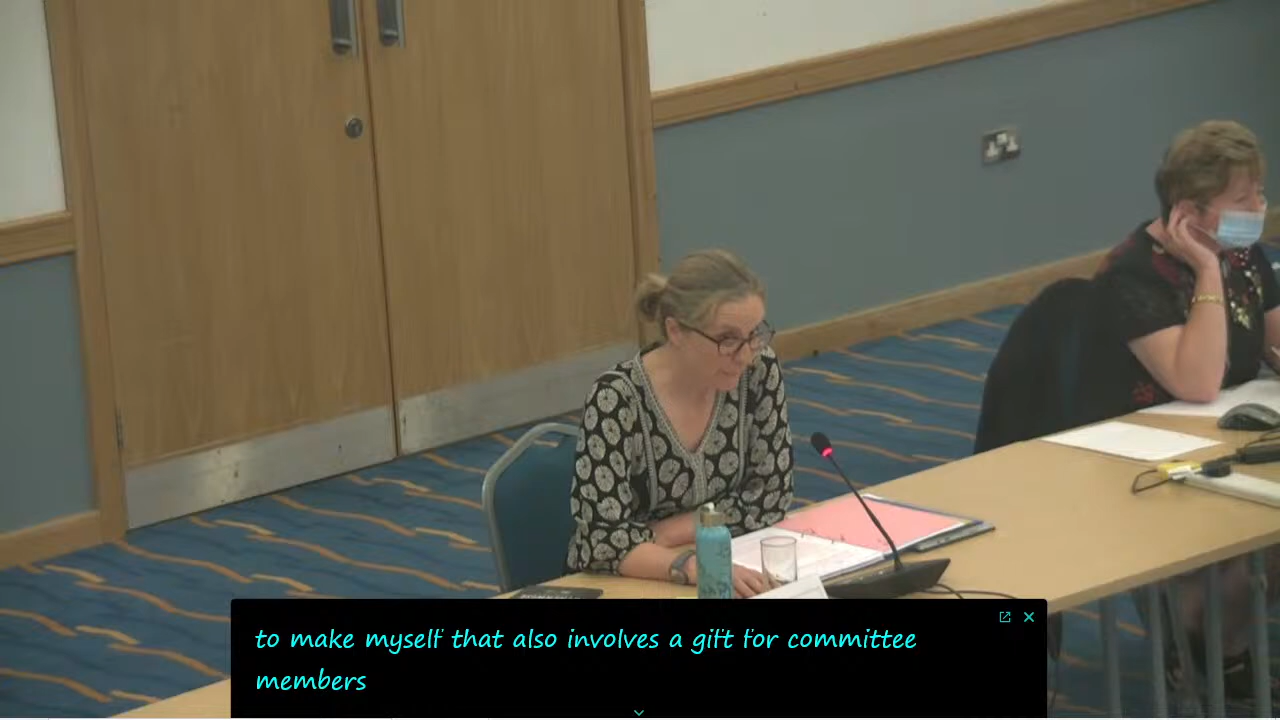 to make myself that also involves a gift for committee
members